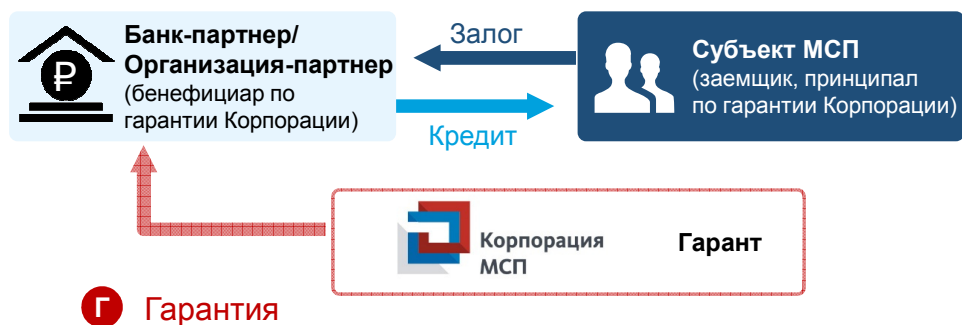 Банк-партнер/
Организация-партнер
(бенефициар по
гарантии Корпорации)
₽
Залог
Кредит
Субъект МСП
(заемщик, принципал
по гарантии Корпорации)
Корпорация
МСП
Гарант
Г Гарантия